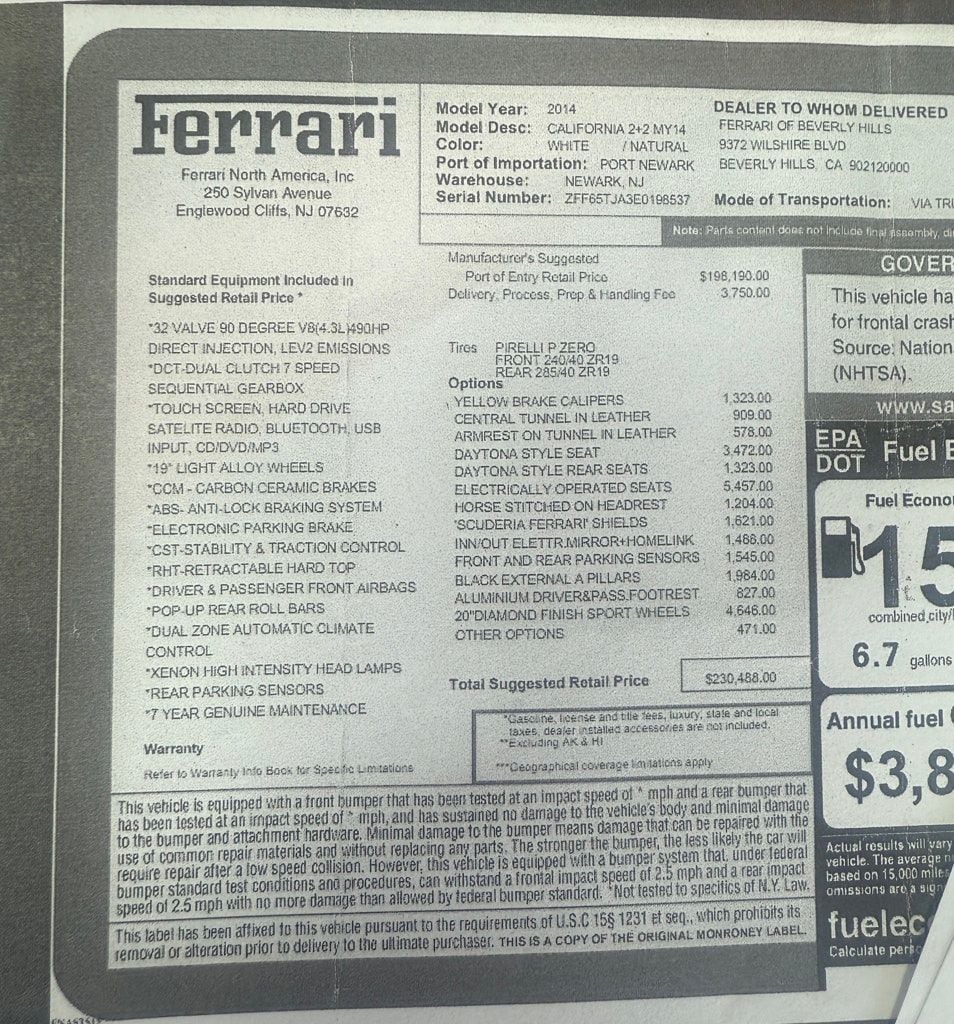 Ferrari
Ferrari North America, Inc
250 Sylvan Avenue
Englewood Cliffs, NJ 07632
Model Year: 2014
Model Desc: CALIFORNIA 2+2 MY14
Color: WHITE / NATURAL
Port of Importation: PORT NEWARK
Warehouse: NEWARK, NJ
Serial Number: ZFF65TJA3E0198537
DEALER TO WHOM DELIVERED
FERRARI OF BEVERLY HILLS
9372 WILSHIRE BLVD
BEVERLY HILLS, CA 902120000
Mode of Transportation: VIA
Note: Parts content does not include final assembly,
Standard Equipment Included in
Suggested Retail Price *
*32 VALVE 90 DEGREE V8(4.3L)490HP
DIRECT INJECTION, LEV2 EMISSIONS
*DCT-DUAL CLUTCH 7 SPEED
SEQUENTIAL GEARBOX
*TOUCH SCREEN, HARD DRIVE
SATELITE RADIO, BLUETOOTH, USB
INPUT, CD/DVD/MP3
*19" LIGHT ALLOY WHEELS
*CCM - CARBON CERAMIC BRAKES
*ABS- ANTI-LOCK BRAKING SYSTEM
*ELECTRONIC PARKING BRAKE
*CST-STABILITY & TRACTION CONTROL
*RHT-RETRACTABLE HARD TOP
*DRIVER & PASSENGER FRONT AIRBAGS
*POP-UP REAR ROLL BARS
*DUAL ZONE AUTOMATIC CLIMATE
CONTROL
*XENON HIGH INTENSITY HEAD LAMPS
*REAR PARKING SENSORS
*7 YEAR GENUINE MAINTENANCE
Warranty
Refer to Warranty Info Book for Specific Limitations
Manufacturer's Suggested
Port of Entry Retail Price $198,190.00
Delivery, Process, Prep & Handling Fee 3,750.00
Tires PIRELLI P ZERO
FRONT 240/40 ZR19
REAR 285/40 ZR19
Options
YELLOW BRAKE CALIPERS 1,323.00
CENTRAL TUNNEL IN LEATHER 909.00
ARMREST ON TUNNEL IN LEATHER 578.00
DAYTONA STYLE SEAT 3,472.00
DAYTONA STYLE REAR SEATS 1,323.00
ELECTRICALLY OPERATED SEATS 5,457.00
HORSE STITCHED ON HEADREST 1,204.00
'SCUDERIA FERRARI' SHIELDS 1,621.00
INN/OUT ELETTR.MIRROR+HOMELINK 1,488.00
FRONT AND REAR PARKING SENSORS 1,545.00
BLACK EXTERNAL A PILLARS 1,984.00
ALUMINIUM DRIVER&PASS.FOOTREST 827.00
20"DIAMOND FINISH SPORT WHEELS 4,646.00
OTHER OPTIONS 471.00
Total Suggested Retail Price $230,488.00
*Gasoline, license and title fees, luxury, state and local
taxes, dealer installed accessories are not included.
**Excluding AK & HI
***Geographical coverage limitations apply
This vehicle is equipped with a front bumper that has been tested at an impact speed of * mph and a rear bumper that
has been tested at an impact speed of * mph, and has sustained no damage to the vehicle's body and minimal damage
to the bumper and attachment hardware. Minimal damage to the bumper means damage that can be repaired with the
use of common repair materials and without replacing any parts. The stronger the bumper, the less likely the car will
require repair after a low speed collision. However, this vehicle is equipped with a bumper system that, under federal
bumper standard test conditions and procedures, can withstand a frontal impact speed of 2.5 mph and a rear impact
speed of 2.5 mph with no more damage than allowed by federal bumper standard. *Not tested to specifics of N.Y. Law.
This label has been affixed to this vehicle pursuant to the requirements of U.S.C 15§ 1231 et seq., which prohibits its
removal or alteration prior to delivery to the ultimate purchaser. THIS IS A COPY OF THE ORIGINAL MONRONEY LABEL.
GOVER
This vehicle ha
for frontal crash
Source: Nation
(NHTSA).
www.sa
EPA
DOT Fuel E
Fuel Econo
15
combined city/
6.7 gallons
Annual fuel
$3,8
Actual results will vary
vehicle. The average
based on 15,000 miles
emissions are a sign
fuelec
Calculate pers